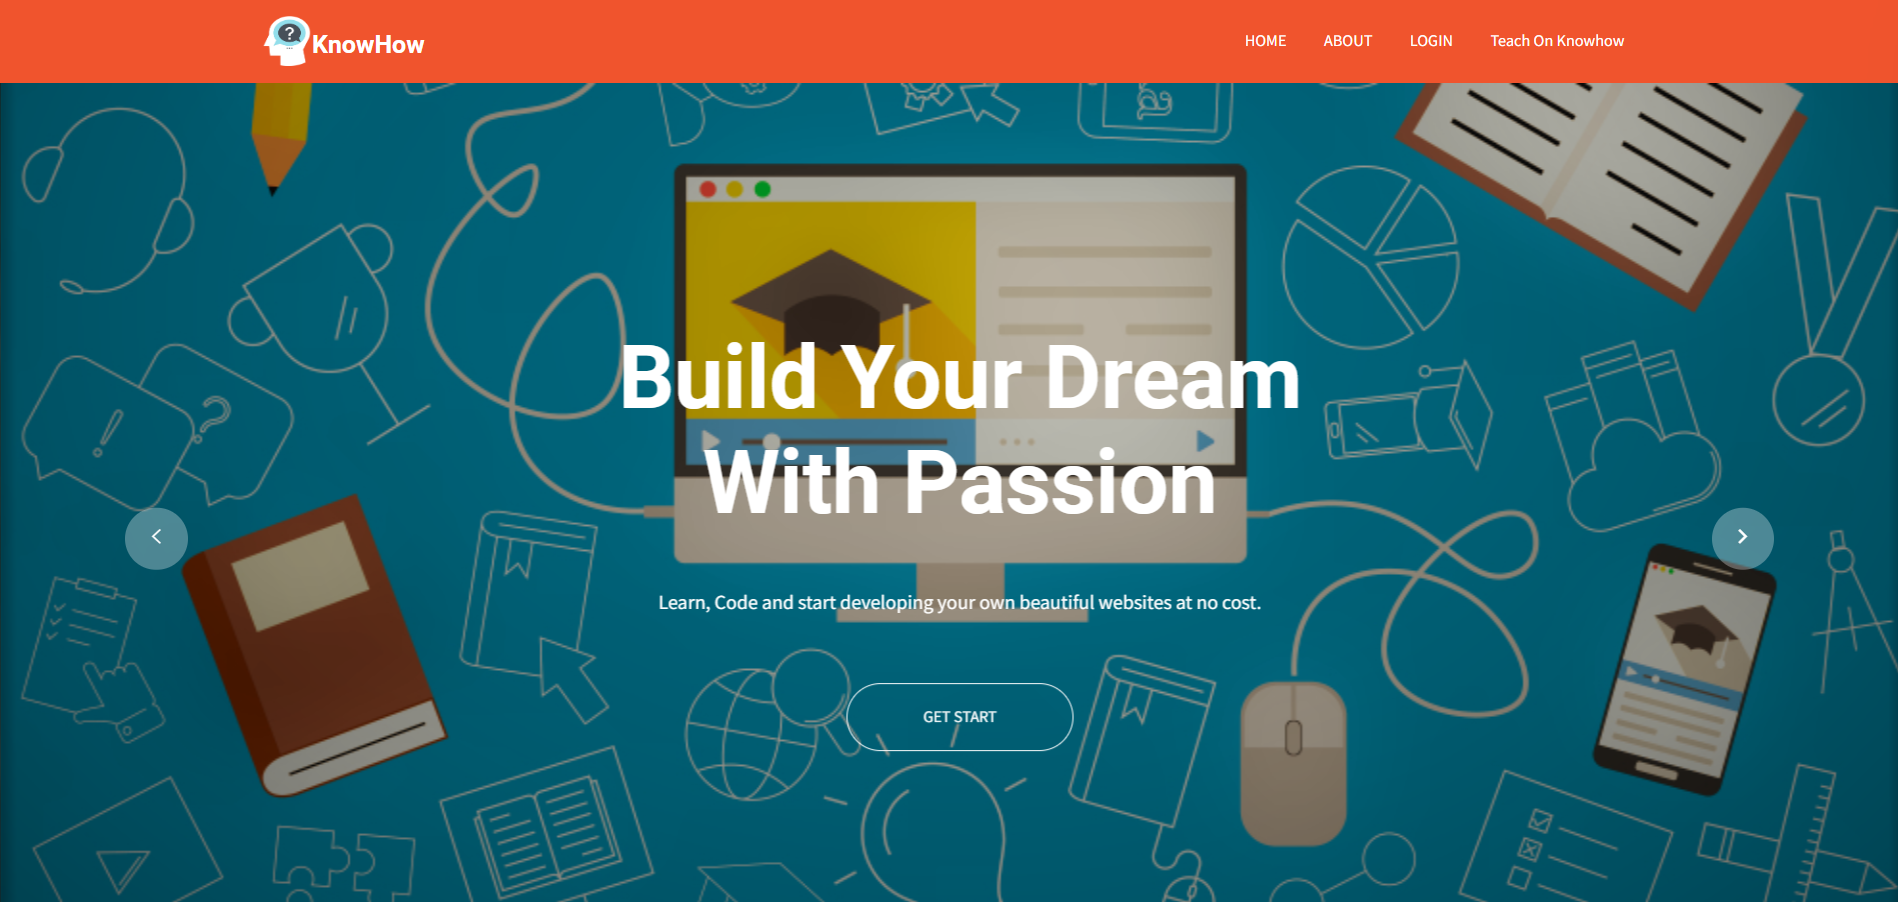 ?
KnowHow
HOME ABOUT LOGIN Teach On Knowhow
Build Your Dream
With Passion
Learn, Code and start developing your own beautiful websites at no cost.
GET START